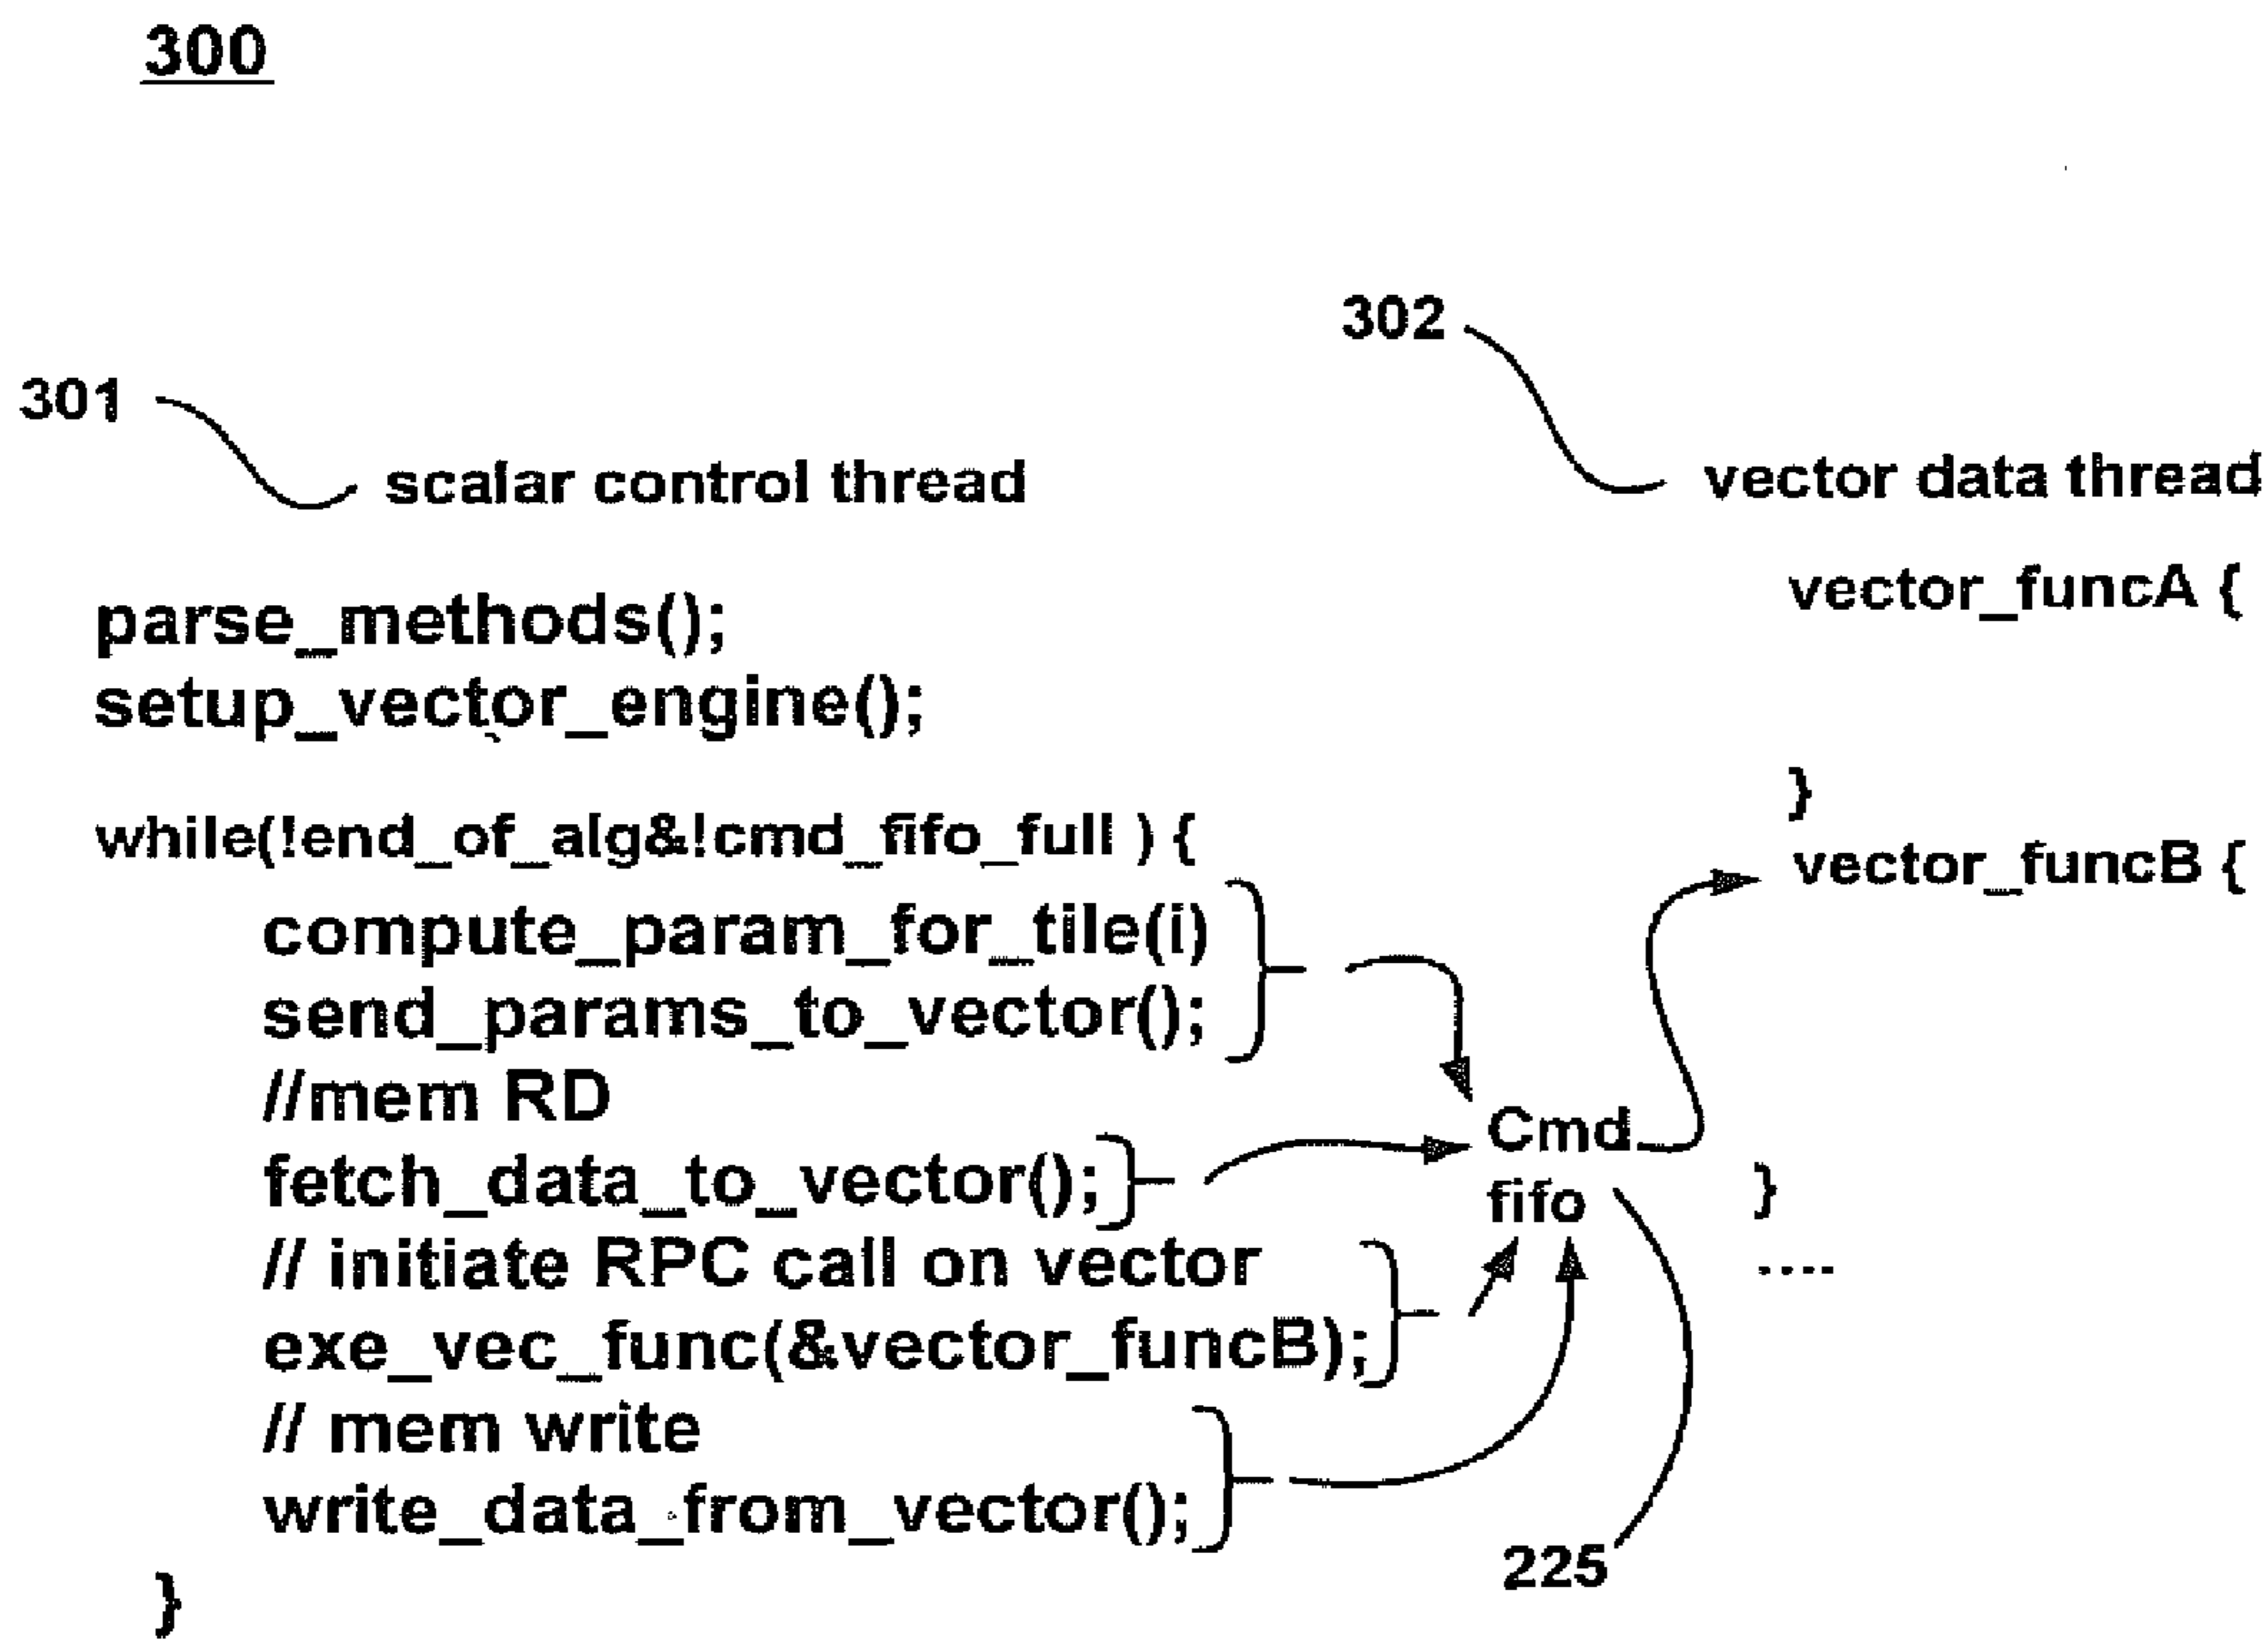 300
301
scalar control thread
parse_methods();
setup_vector_engine();
while(!end_of_alg&!cmd_fifo_full ) {
compute_param_for_tile(i)
send_params_to_vector();
//mem RD
fetch_data_to_vector();
// initiate RPC call on vector
exe_vec_func(&vector_funcB);
// mem write
write_data_from_vector();
}
Cmd
fifo
225
302
vector data thread
vector_funcA {
}
vector_funcB {
}
....